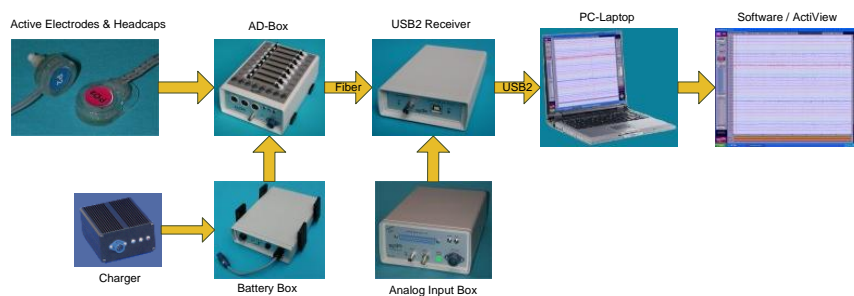 Active Electrodes & Headcaps
AD-Box
USB2 Receiver
PC-Laptop
Software / ActiView
Fiber
USB2
Charger
Battery Box
Analog Input Box